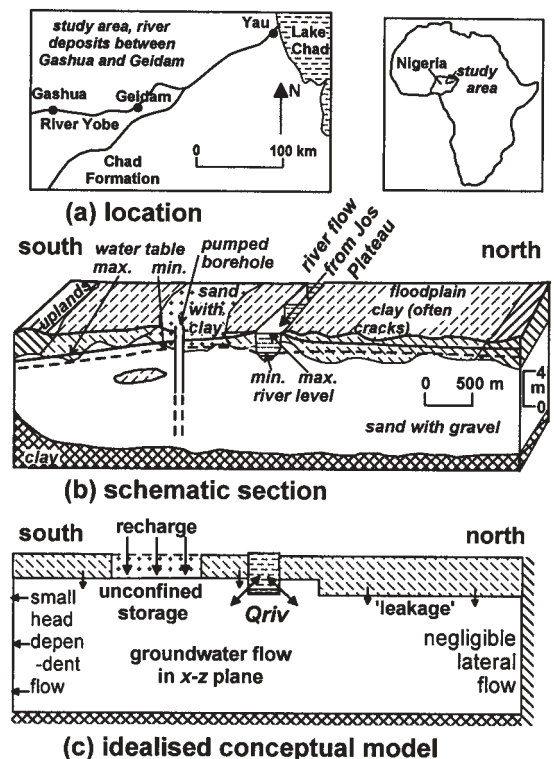 study area, river
deposits between
Gashua and Geidam
Yau
Lake
Chad
Gashua
Geidam
River Yobe
N
0 100 km
Chad
Formation
Nigeria
study
area
(a) location
south
north
water table
max. min.
pumped
borehole
river flow
from Jos
Plateau
uplands
sand
with
clay
floodplain
clay (often
cracks)
min. max.
river level
0 500 m
4
m
0
sand with gravel
clay
(b) schematic section
south
recharge
north
unconfined
storage
Qriv
'leakage'
small
head
depen
-dent
flow
groundwater flow
in x-z plane
negligible
lateral
flow
(c) idealised conceptual model